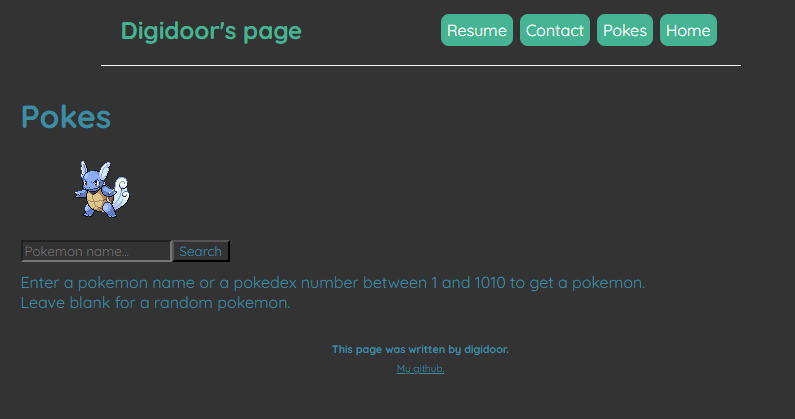 Digidoor's page
Resume
Contact
Pokes
Home
Pokes
Pokemon name...
Search
Enter a pokemon name or a pokedex number between 1 and 1010 to get a pokemon.
Leave blank for a random pokemon.
This page was written by digidoor.
My github.